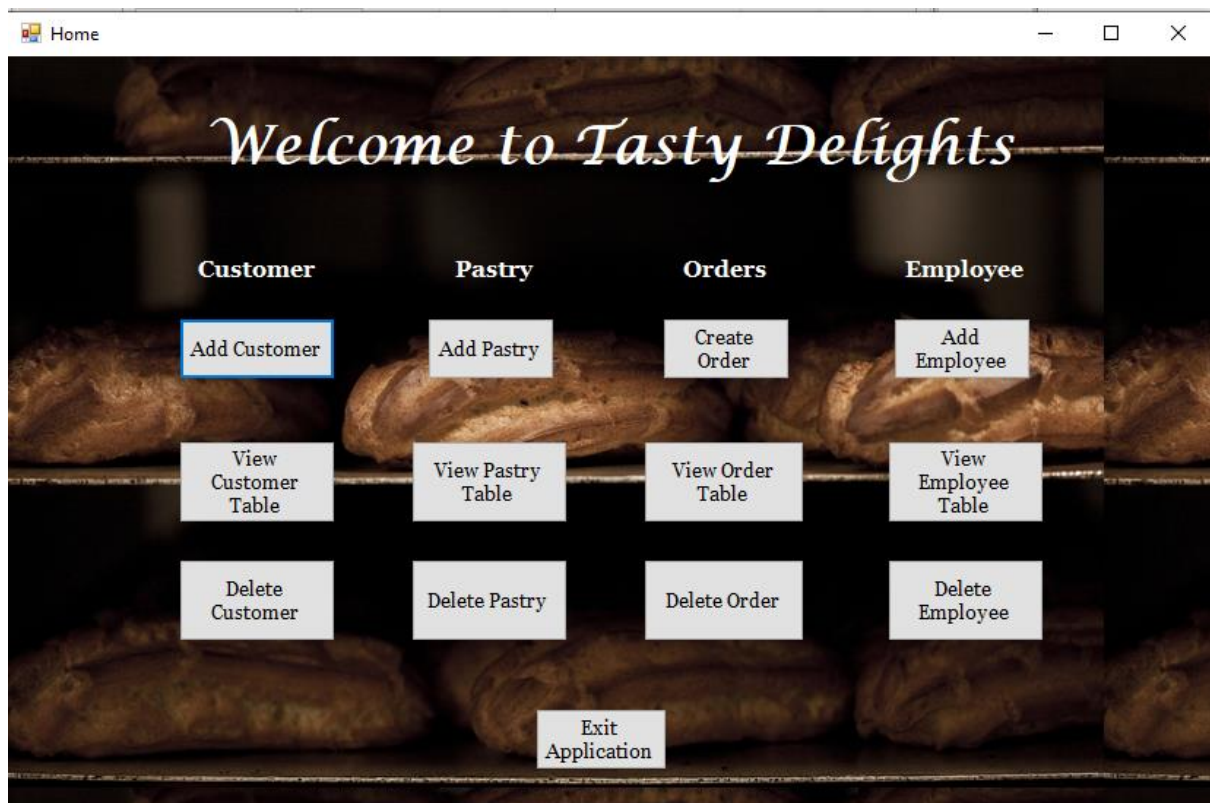 Home
Welcome to Tasty Delights
Customer
Pastry
Orders
Employee
Add Customer
Add Pastry
Create
Order
Add
Employee
View
Customer
Table
View Pastry
Table
View Order
Table
View
Employee
Table
Delete
Customer
Delete Pastry
Delete Order
Delete
Employee
Exit
Application